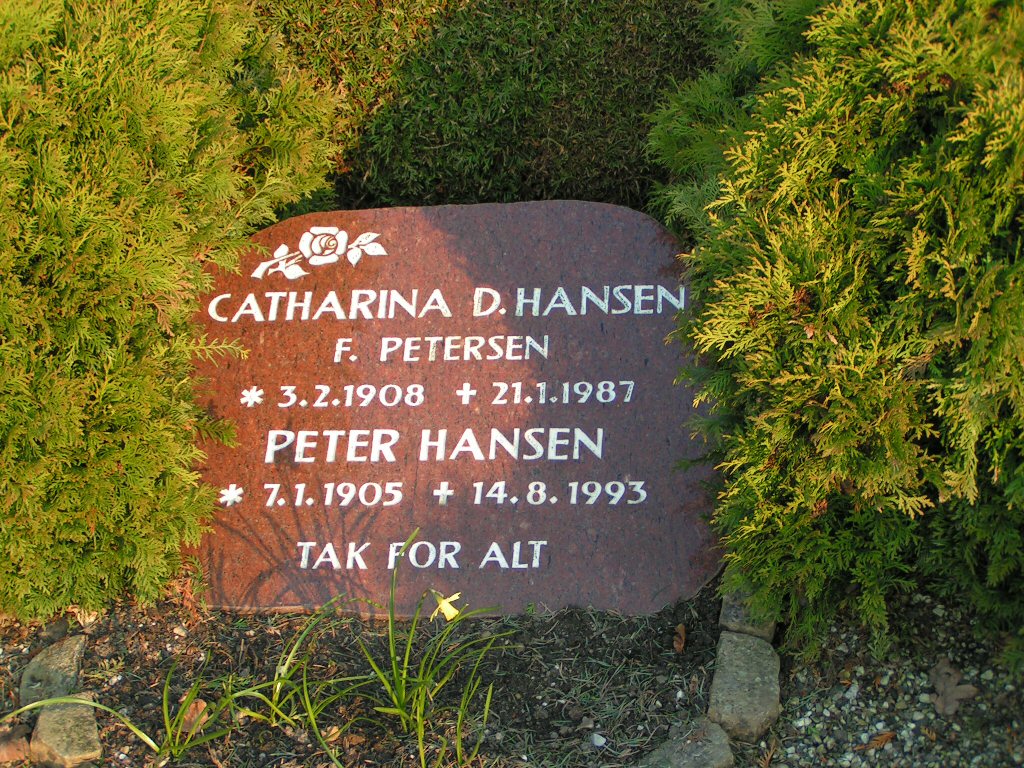 CATHARINA D. HANSEN
F. PETERSEN
* 3.2.1908 + 21.1.1987
PETER HANSEN
* 7.1.1905 + 14.8.1993
TAK FOR ALT